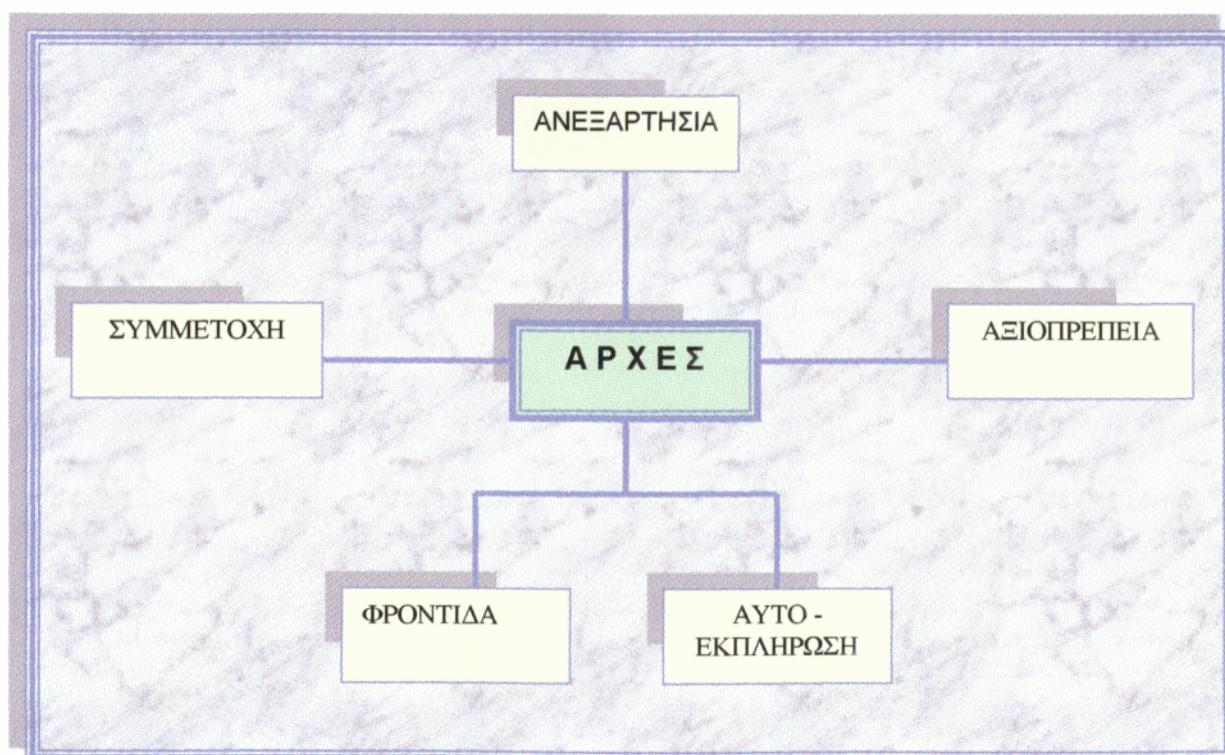 ΑΝΕΞΑΡΤΗΣΙΑ
ΣΥΜΜΕΤΟΧΗ
Α Ρ Χ Ε Σ
ΑΞΙΟΠΡΕΠΕΙΑ
ΦΡΟΝΤΙΔΑ
ΑΥΤΟ -
ΕΚΠΛΗΡΩΣΗ